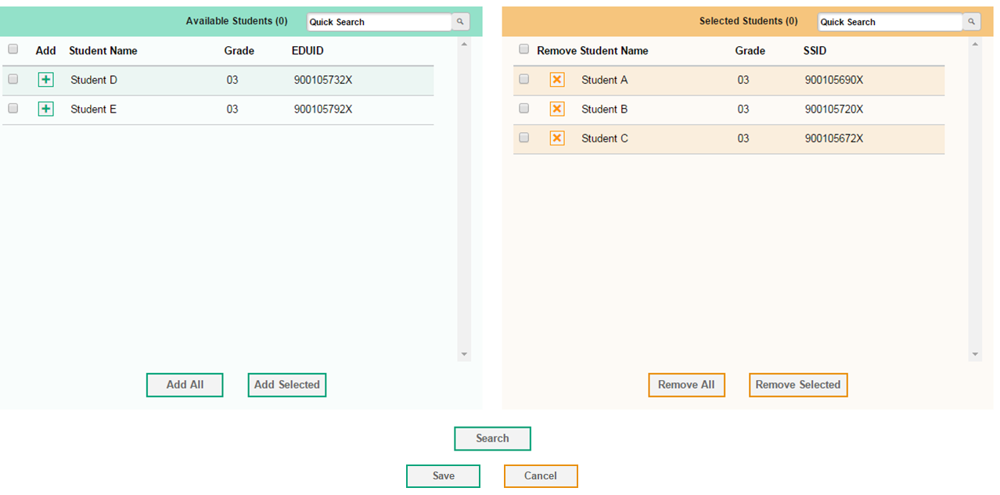 Available Students (0) Quick Search
Add Student Name Grade EDUID
Student D 03 900105732X
Student E 03 900105792X
Add All Add Selected
Selected Students (0) Quick Search
Remove Student Name Grade SSID
Student A 03 900105690X
Student B 03 900105720X
Student C 03 900105672X
Remove All Remove Selected
Search
Save Cancel